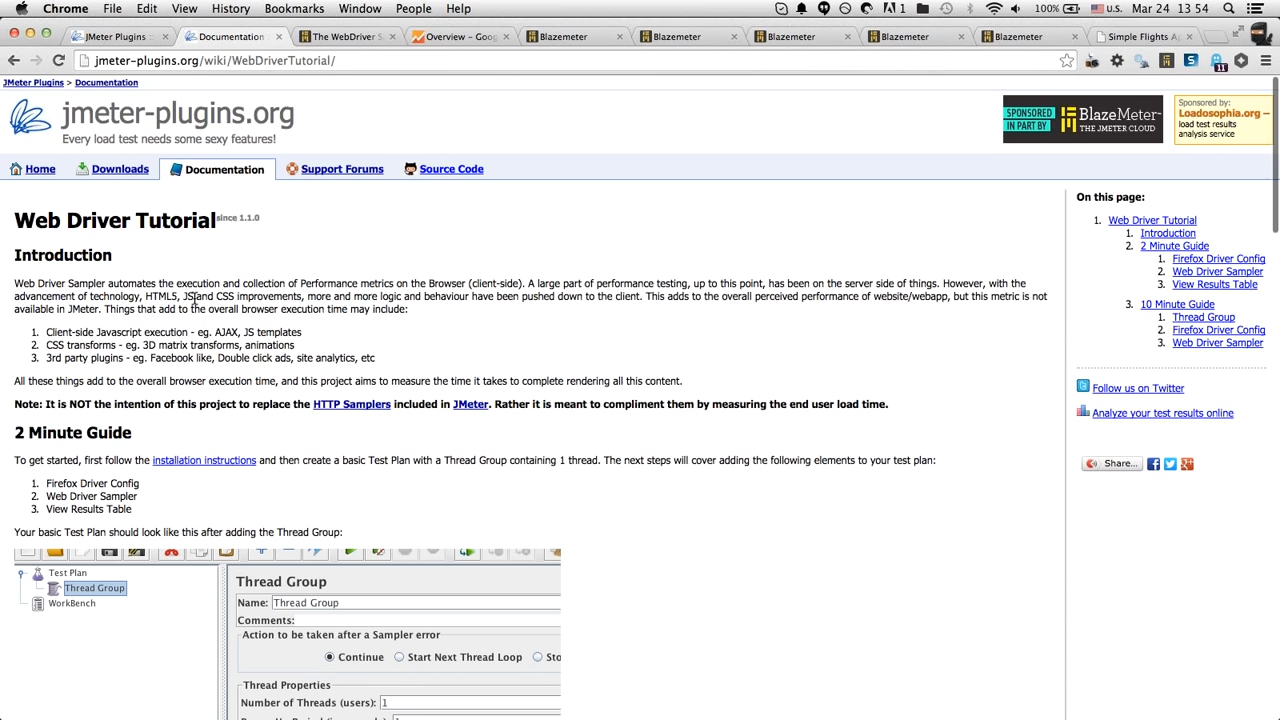 Chrome File Edit View History Bookmarks Window People Help 1 100% U.S. Mar 24 13 54
JMeter Plugins :: Documentation The WebDriver S Overview – Goog Blazemeter Blazemeter Blazemeter Blazemeter Blazemeter Simple Flights Ap
jmeter-plugins.org/wiki/WebDriverTutorial/ 11
JMeter Plugins > Documentation
jmeter-plugins.org
Every load test needs some sexy features!
SPONSORED IN PART BY
BlazeMeter
THE JMETER CLOUD
Sponsored by:
Loadosophia.org —
load test results
analysis service
Home Downloads Documentation Support Forums Source Code
Web Driver Tutorial since 1.1.0
Introduction
Web Driver Sampler automates the execution and collection of Performance metrics on the Browser (client-side). A large part of performance testing, up to this point, has been on the server side of things. However, with the
advancement of technology, HTML5, JS and CSS improvements, more and more logic and behaviour have been pushed down to the client. This adds to the overall perceived performance of website/webapp, but this metric is not
available in JMeter. Things that add to the overall browser execution time may include:
1. Client-side Javascript execution - eg. AJAX, JS templates
2. CSS transforms - eg. 3D matrix transforms, animations
3. 3rd party plugins - eg. Facebook like, Double click ads, site analytics, etc
All these things add to the overall browser execution time, and this project aims to measure the time it takes to complete rendering all this content.
Note: It is NOT the intention of this project to replace the HTTP Samplers included in JMeter. Rather it is meant to compliment them by measuring the end user load time.
2 Minute Guide
To get started, first follow the installation instructions and then create a basic Test Plan with a Thread Group containing 1 thread. The next steps will cover adding the following elements to your test plan:
1. Firefox Driver Config
2. Web Driver Sampler
3. View Results Table
Your basic Test Plan should look like this after adding the Thread Group:
Test Plan
Thread Group
WorkBench
Thread Group
Name: Thread Group
Comments:
Action to be taken after a Sampler error
Continue Start Next Thread Loop Sto
Thread Properties
Number of Threads (users): 1
On this page:
1. Web Driver Tutorial
1. Introduction
2. 2 Minute Guide
1. Firefox Driver Config
2. Web Driver Sampler
3. View Results Table
3. 10 Minute Guide
1. Thread Group
2. Firefox Driver Config
3. Web Driver Sampler
Follow us on Twitter
Analyze your test results online
Share...